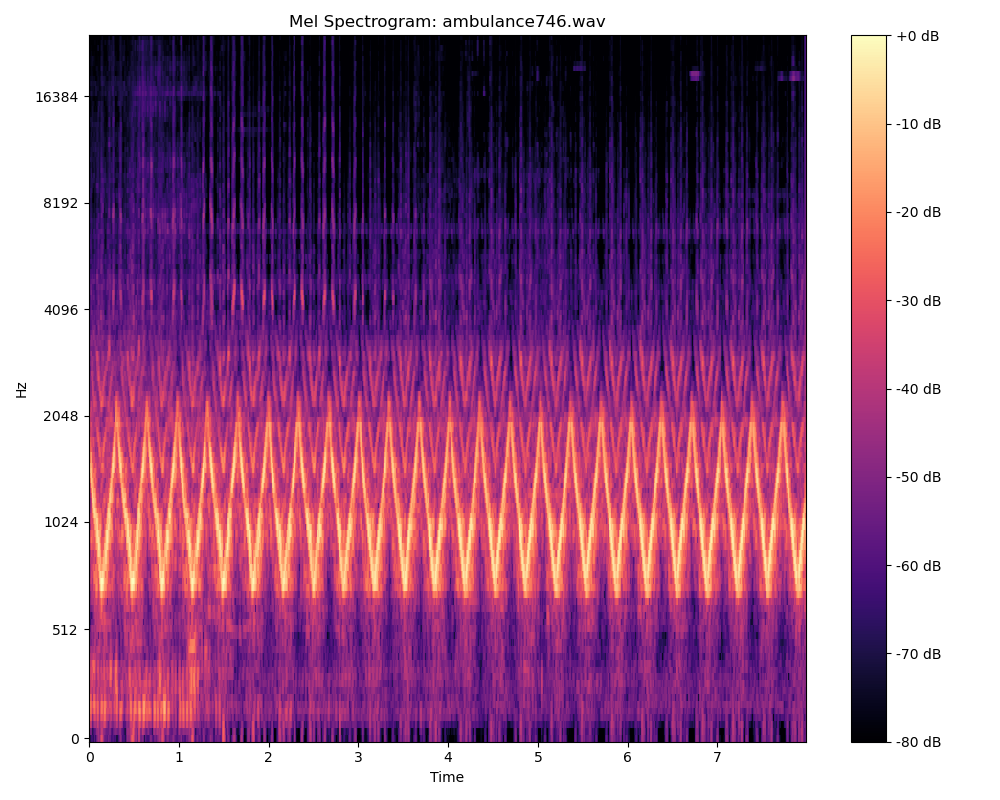 Mel Spectrogram: ambulance746.wav
Hz
16384
8192
4096
2048
1024
512
0
0 1 2 3 4 5 6 7
Time
+0 dB
-10 dB
-20 dB
-30 dB
-40 dB
-50 dB
-60 dB
-70 dB
-80 dB